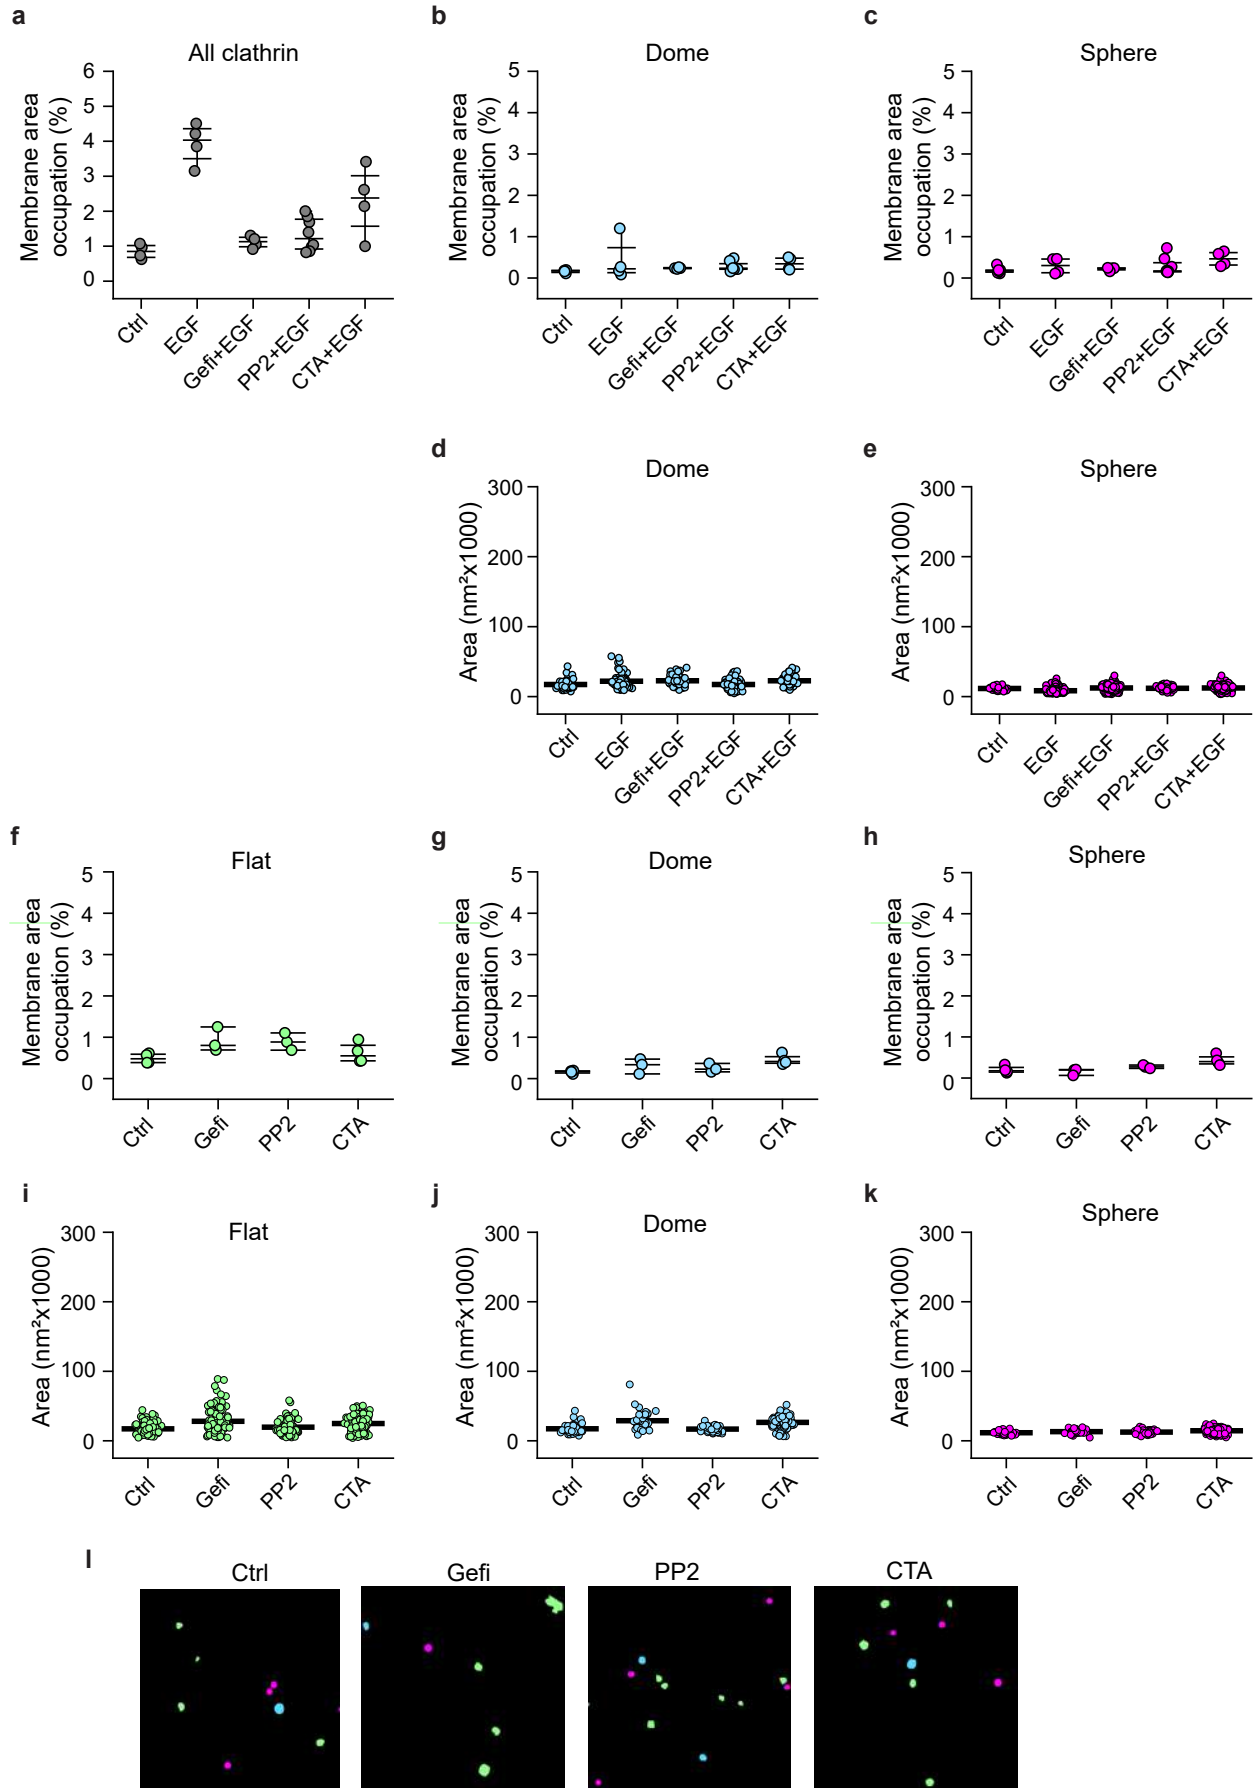 a
All clathrin
Membrane area
occupation (%)
6
5
4
3
2
1
0
Ctrl
EGF
Gefi+EGF
PP2+EGF
CTA+EGF
b
Dome
Membrane area
occupation (%)
5
4
3
2
1
0
Ctrl
EGF
Gefi+EGF
PP2+EGF
CTA+EGF
c
Sphere
Membrane area
occupation (%)
5
4
3
2
1
0
Ctrl
EGF
Gefi+EGF
PP2+EGF
CTA+EGF
d
Dome
Area (nm²x1000)
300
200
100
0
Ctrl
EGF
Gefi+EGF
PP2+EGF
CTA+EGF
e
Sphere
Area (nm²x1000)
300
200
100
0
Ctrl
EGF
Gefi+EGF
PP2+EGF
CTA+EGF
f
Flat
Membrane area
occupation (%)
5
4
3
2
1
0
Ctrl
Gefi
PP2
CTA
g
Dome
Membrane area
occupation (%)
5
4
3
2
1
0
Ctrl
Gefi
PP2
CTA
h
Sphere
Membrane area
occupation (%)
5
4
3
2
1
0
Ctrl
Gefi
PP2
CTA
i
Flat
Area (nm²x1000)
300
200
100
0
Ctrl
Gefi
PP2
CTA
j
Dome
Area (nm²x1000)
300
200
100
0
Ctrl
Gefi
PP2
CTA
k
Sphere
Area (nm²x1000)
300
200
100
0
Ctrl
Gefi
PP2
CTA
l
Ctrl
Gefi
PP2
CTA